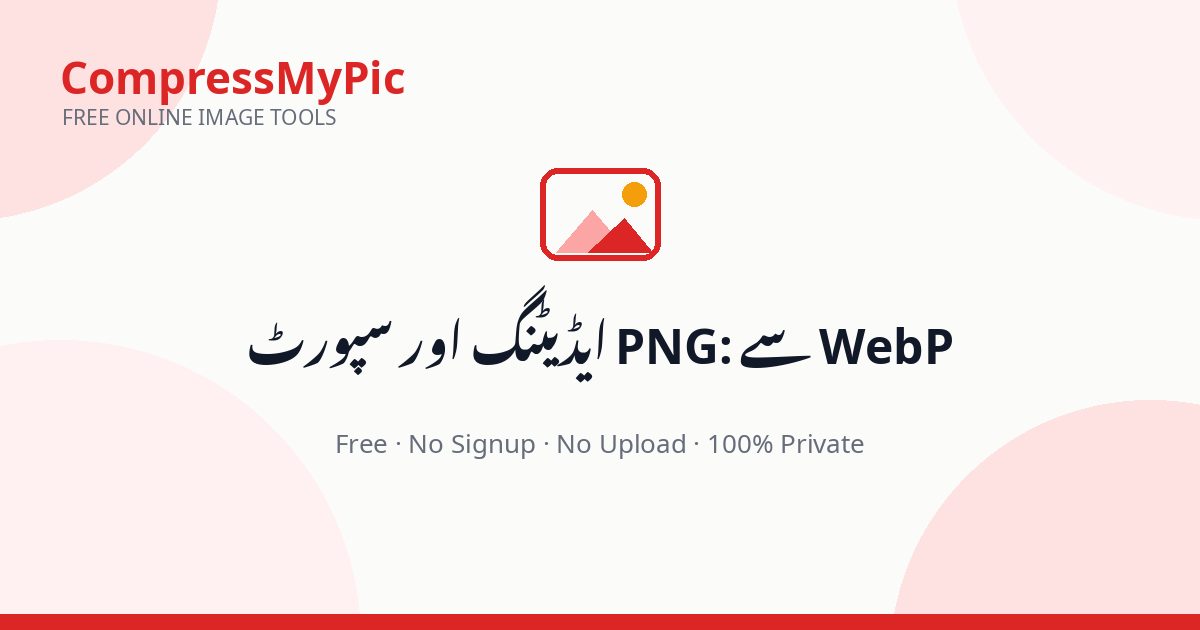 CompressMyPic
FREE ONLINE IMAGE TOOLS
WebP سے PNG: ایڈیٹنگ اور سپورٹ
Free · No Signup · No Upload · 100% Private